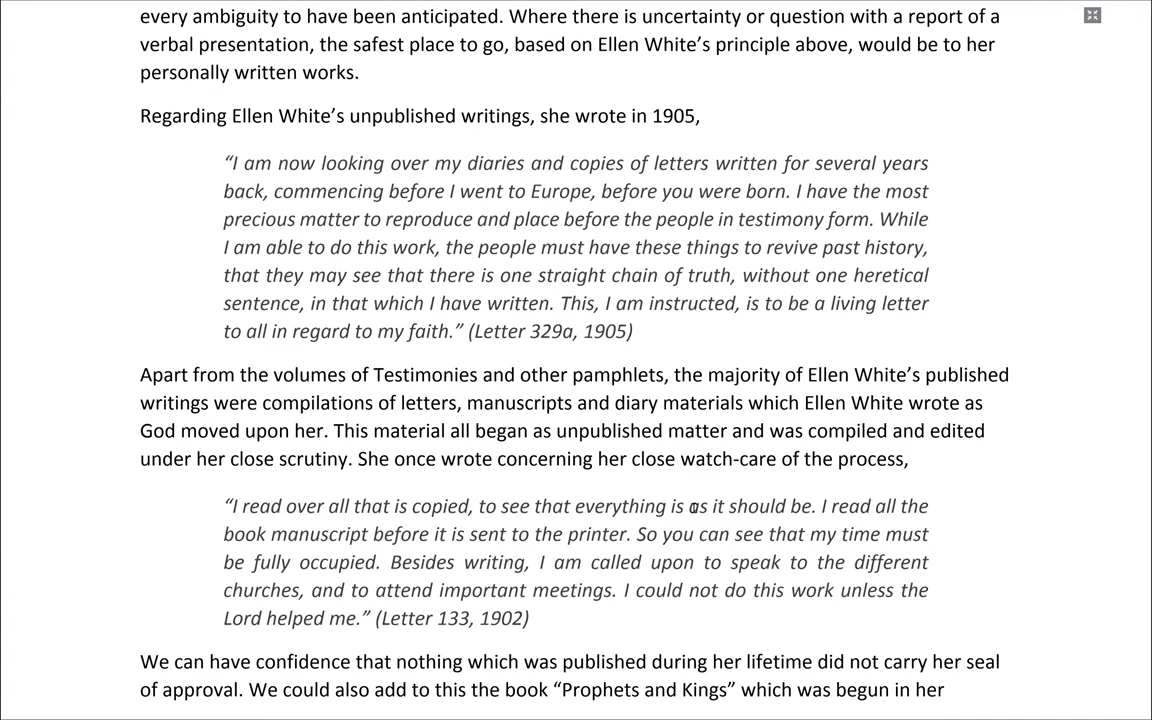 every ambiguity to have been anticipated. Where there is uncertainty or question with a report of a
verbal presentation, the safest place to go, based on Ellen White’s principle above, would be to her
personally written works.
Regarding Ellen White’s unpublished writings, she wrote in 1905,
“I am now looking over my diaries and copies of letters written for several years
back, commencing before I went to Europe, before you were born. I have the most
precious matter to reproduce and place before the people in testimony form. While
I am able to do this work, the people must have these things to revive past history,
that they may see that there is one straight chain of truth, without one heretical
sentence, in that which I have written. This, I am instructed, is to be a living letter
to all in regard to my faith.” (Letter 329a, 1905)
Apart from the volumes of Testimonies and other pamphlets, the majority of Ellen White’s published
writings were compilations of letters, manuscripts and diary materials which Ellen White wrote as
God moved upon her. This material all began as unpublished matter and was compiled and edited
under her close scrutiny. She once wrote concerning her close watch-care of the process,
“I read over all that is copied, to see that everything is as it should be. I read all the
book manuscript before it is sent to the printer. So you can see that my time must
be fully occupied. Besides writing, I am called upon to speak to the different
churches, and to attend important meetings. I could not do this work unless the
Lord helped me.” (Letter 133, 1902)
We can have confidence that nothing which was published during her lifetime did not carry her seal
of approval. We could also add to this the book “Prophets and Kings” which was begun in her